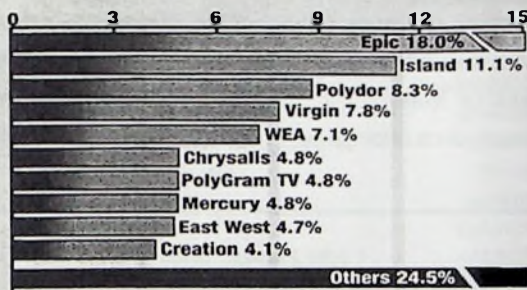 0 3 6 9 12 15
Epic 18.0%
Island 11.1%
Polydor 8.3%
Virgin 7.8%
WEA 7.1%
Chrysalis 4.8%
PolyGram TV 4.8%
Mercury 4.8%
East West 4.7%
Creation 4.1%
Others 24.5%